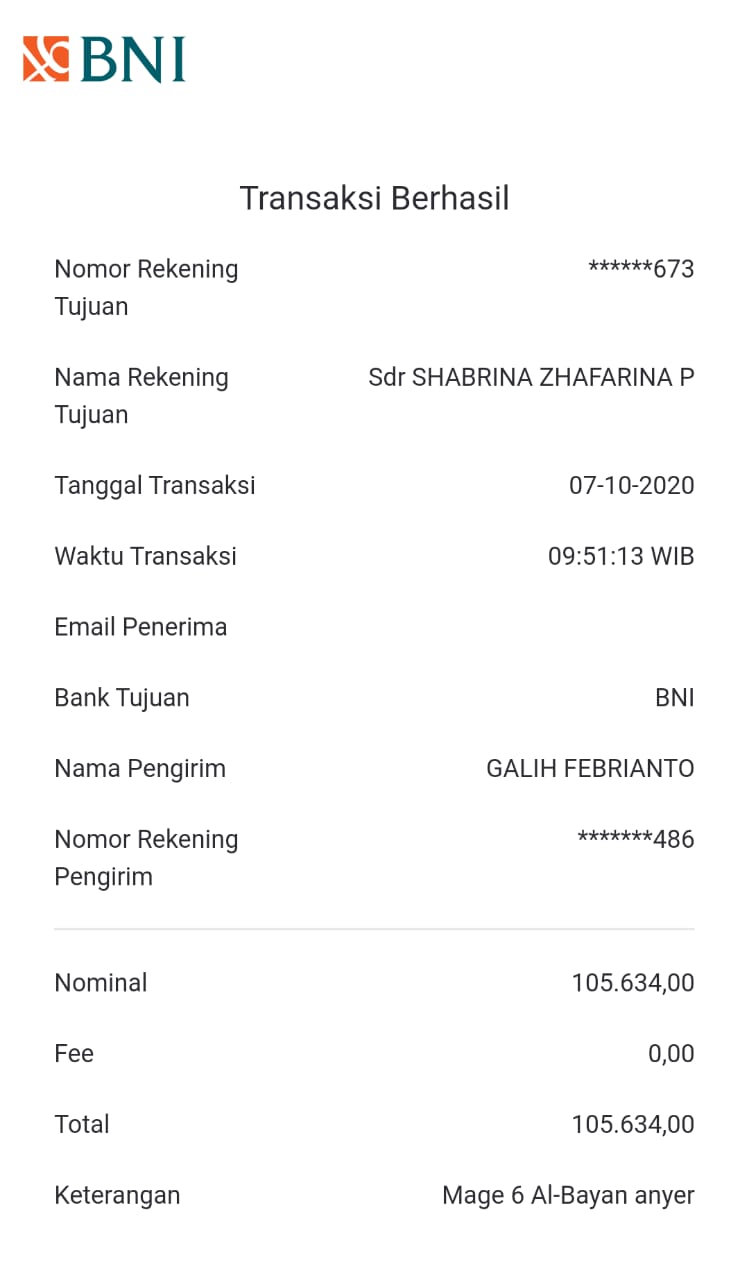 BNI
Transaksi Berhasil
Nomor Rekening Tujuan ******673
Nama Rekening Tujuan Sdr SHABRINA ZHAFARINA P
Tanggal Transaksi 07-10-2020
Waktu Transaksi 09:51:13 WIB
Email Penerima
Bank Tujuan BNI
Nama Pengirim GALIH FEBRIANTO
Nomor Rekening Pengirim *******486
Nominal 105.634,00
Fee 0,00
Total 105.634,00
Keterangan Mage 6 Al-Bayan anyer